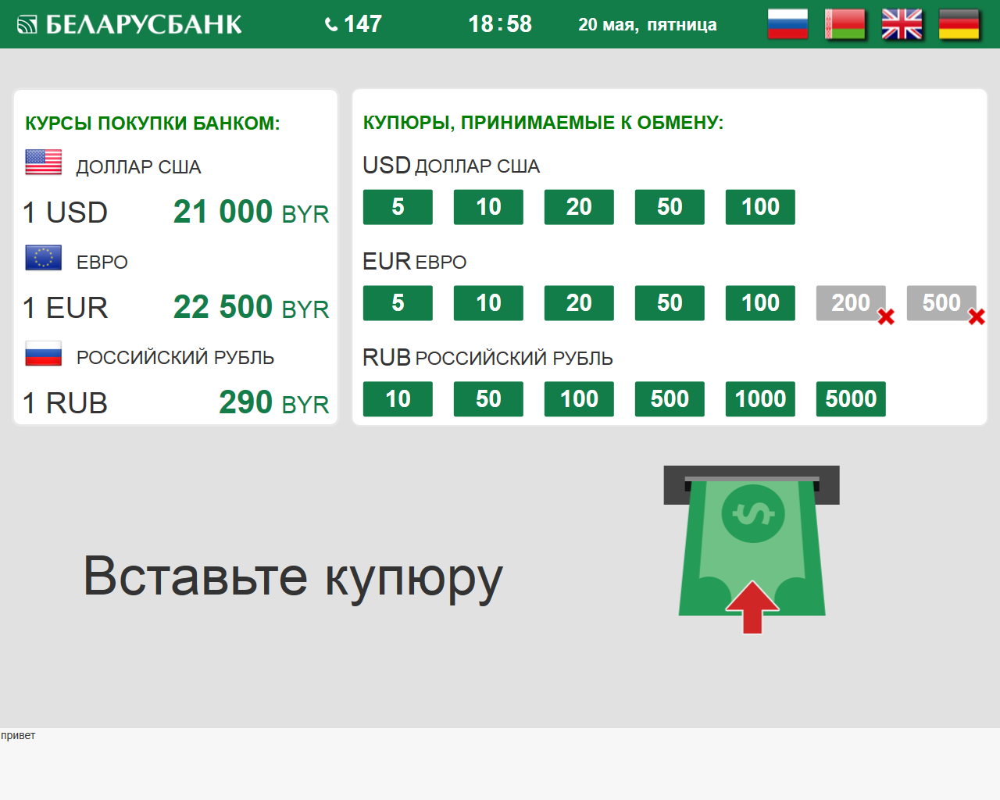 БЕЛАРУСБАНК 147 18:58 20 мая, пятница
КУРСЫ ПОКУПКИ БАНКОМ:
ДОЛЛАР США
1 USD 21 000 BYR
ЕВРО
1 EUR 22 500 BYR
РОССИЙСКИЙ РУБЛЬ
1 RUB 290 BYR
КУПЮРЫ, ПРИНИМАЕМЫЕ К ОБМЕНУ:
USD ДОЛЛАР США
5 10 20 50 100
EUR ЕВРО
5 10 20 50 100 200 500
RUB РОССИЙСКИЙ РУБЛЬ
10 50 100 500 1000 5000
Вставьте купюру
$
привет